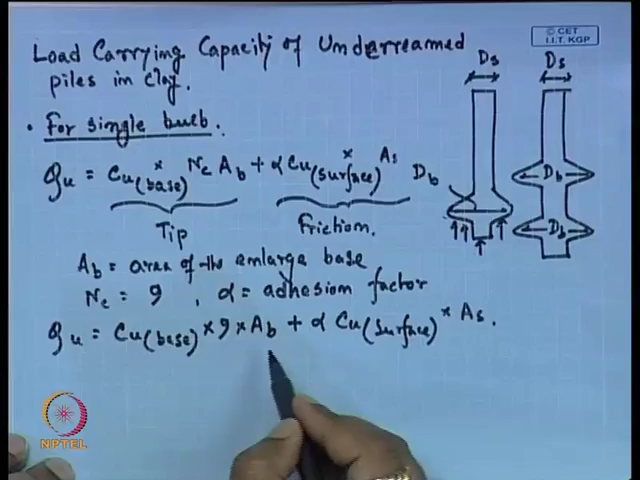 © CET
I.I.T. KGP
Load Carrying Capacity of Underreamed
piles in clay.
Ds
Ds
• For single bulb.
Qu = Cu(base) × Nc Ab + α Cu(surface) × As
Db
Db
Db
Tip
Friction.
Ab = area of the enlarge base
Nc = 9 , α = adhesion factor
Qu = Cu(base) × 9 × Ab + α Cu(surface) × As.
NPTEL